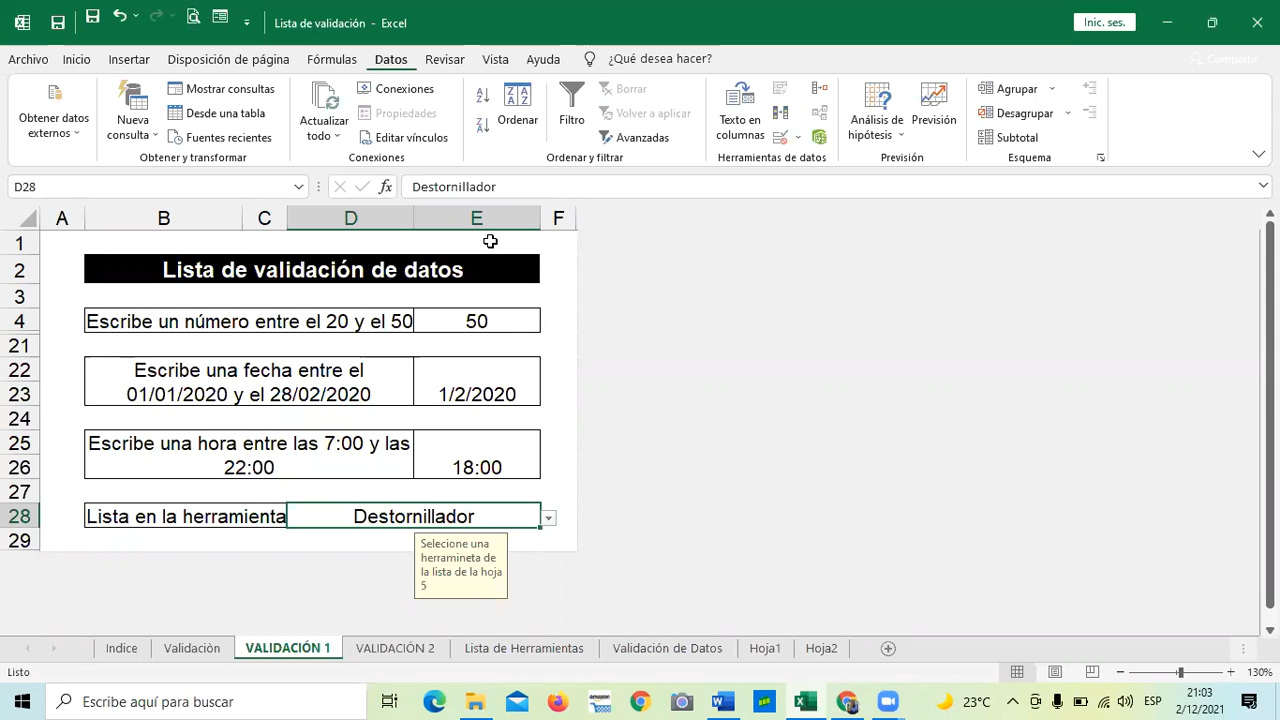 Lista de validación - Excel
Inic. ses.
Archivo Inicio Insertar Disposición de página Fórmulas Datos Revisar Vista Ayuda ¿Qué desea hacer? Compartir
Obtener datos externos
Nueva consulta
Mostrar consultas
Desde una tabla
Fuentes recientes
Obtener y transformar
Actualizar todo
Conexiones
Propiedades
Editar vínculos
Conexiones
Ordenar
Filtro
Borrar
Volver a aplicar
Avanzadas
Ordenar y filtrar
Texto en columnas
Herramientas de datos
Análisis de hipótesis
Previsión
Previsión
Agrupar
Desagrupar
Subtotal
Esquema
D28 fx Destornillador
A B C D E F
1
2 Lista de validación de datos
3
4 Escribe un número entre el 20 y el 50 50
21
22 Escribe una fecha entre el
23 01/01/2020 y el 28/02/2020 1/2/2020
24
25 Escribe una hora entre las 7:00 y las
26 22:00 18:00
27
28 Lista en la herramienta Destornillador
29
Selecione una
herramineta de
la lista de la hoja
5
Indice Validación VALIDACIÓN 1 VALIDACIÓN 2 Lista de Herramientas Validación de Datos Hoja1 Hoja2
Listo 130%
Escribe aquí para buscar 23°C ESP 21:03
2/12/2021